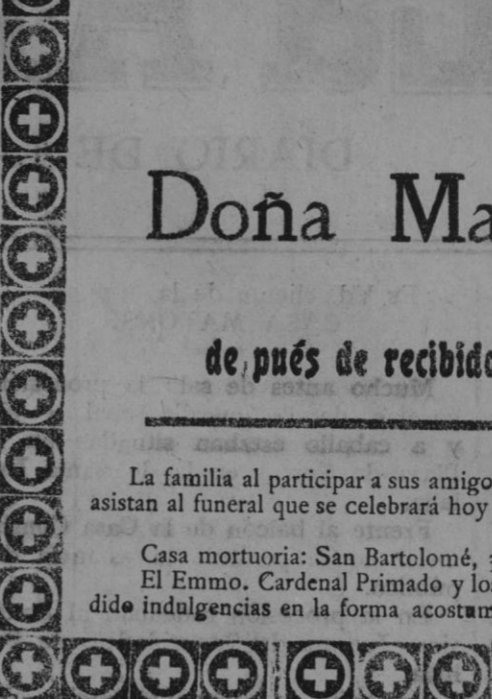 Doña Ma
de pués de recibido
La familia al participar a sus amigo
asistan al funeral que se celebrará hoy
Casa mortuoria: San Bartolomé,
El Emmo. Cardenal Primado y lo
dido indulgencias en la forma acostum